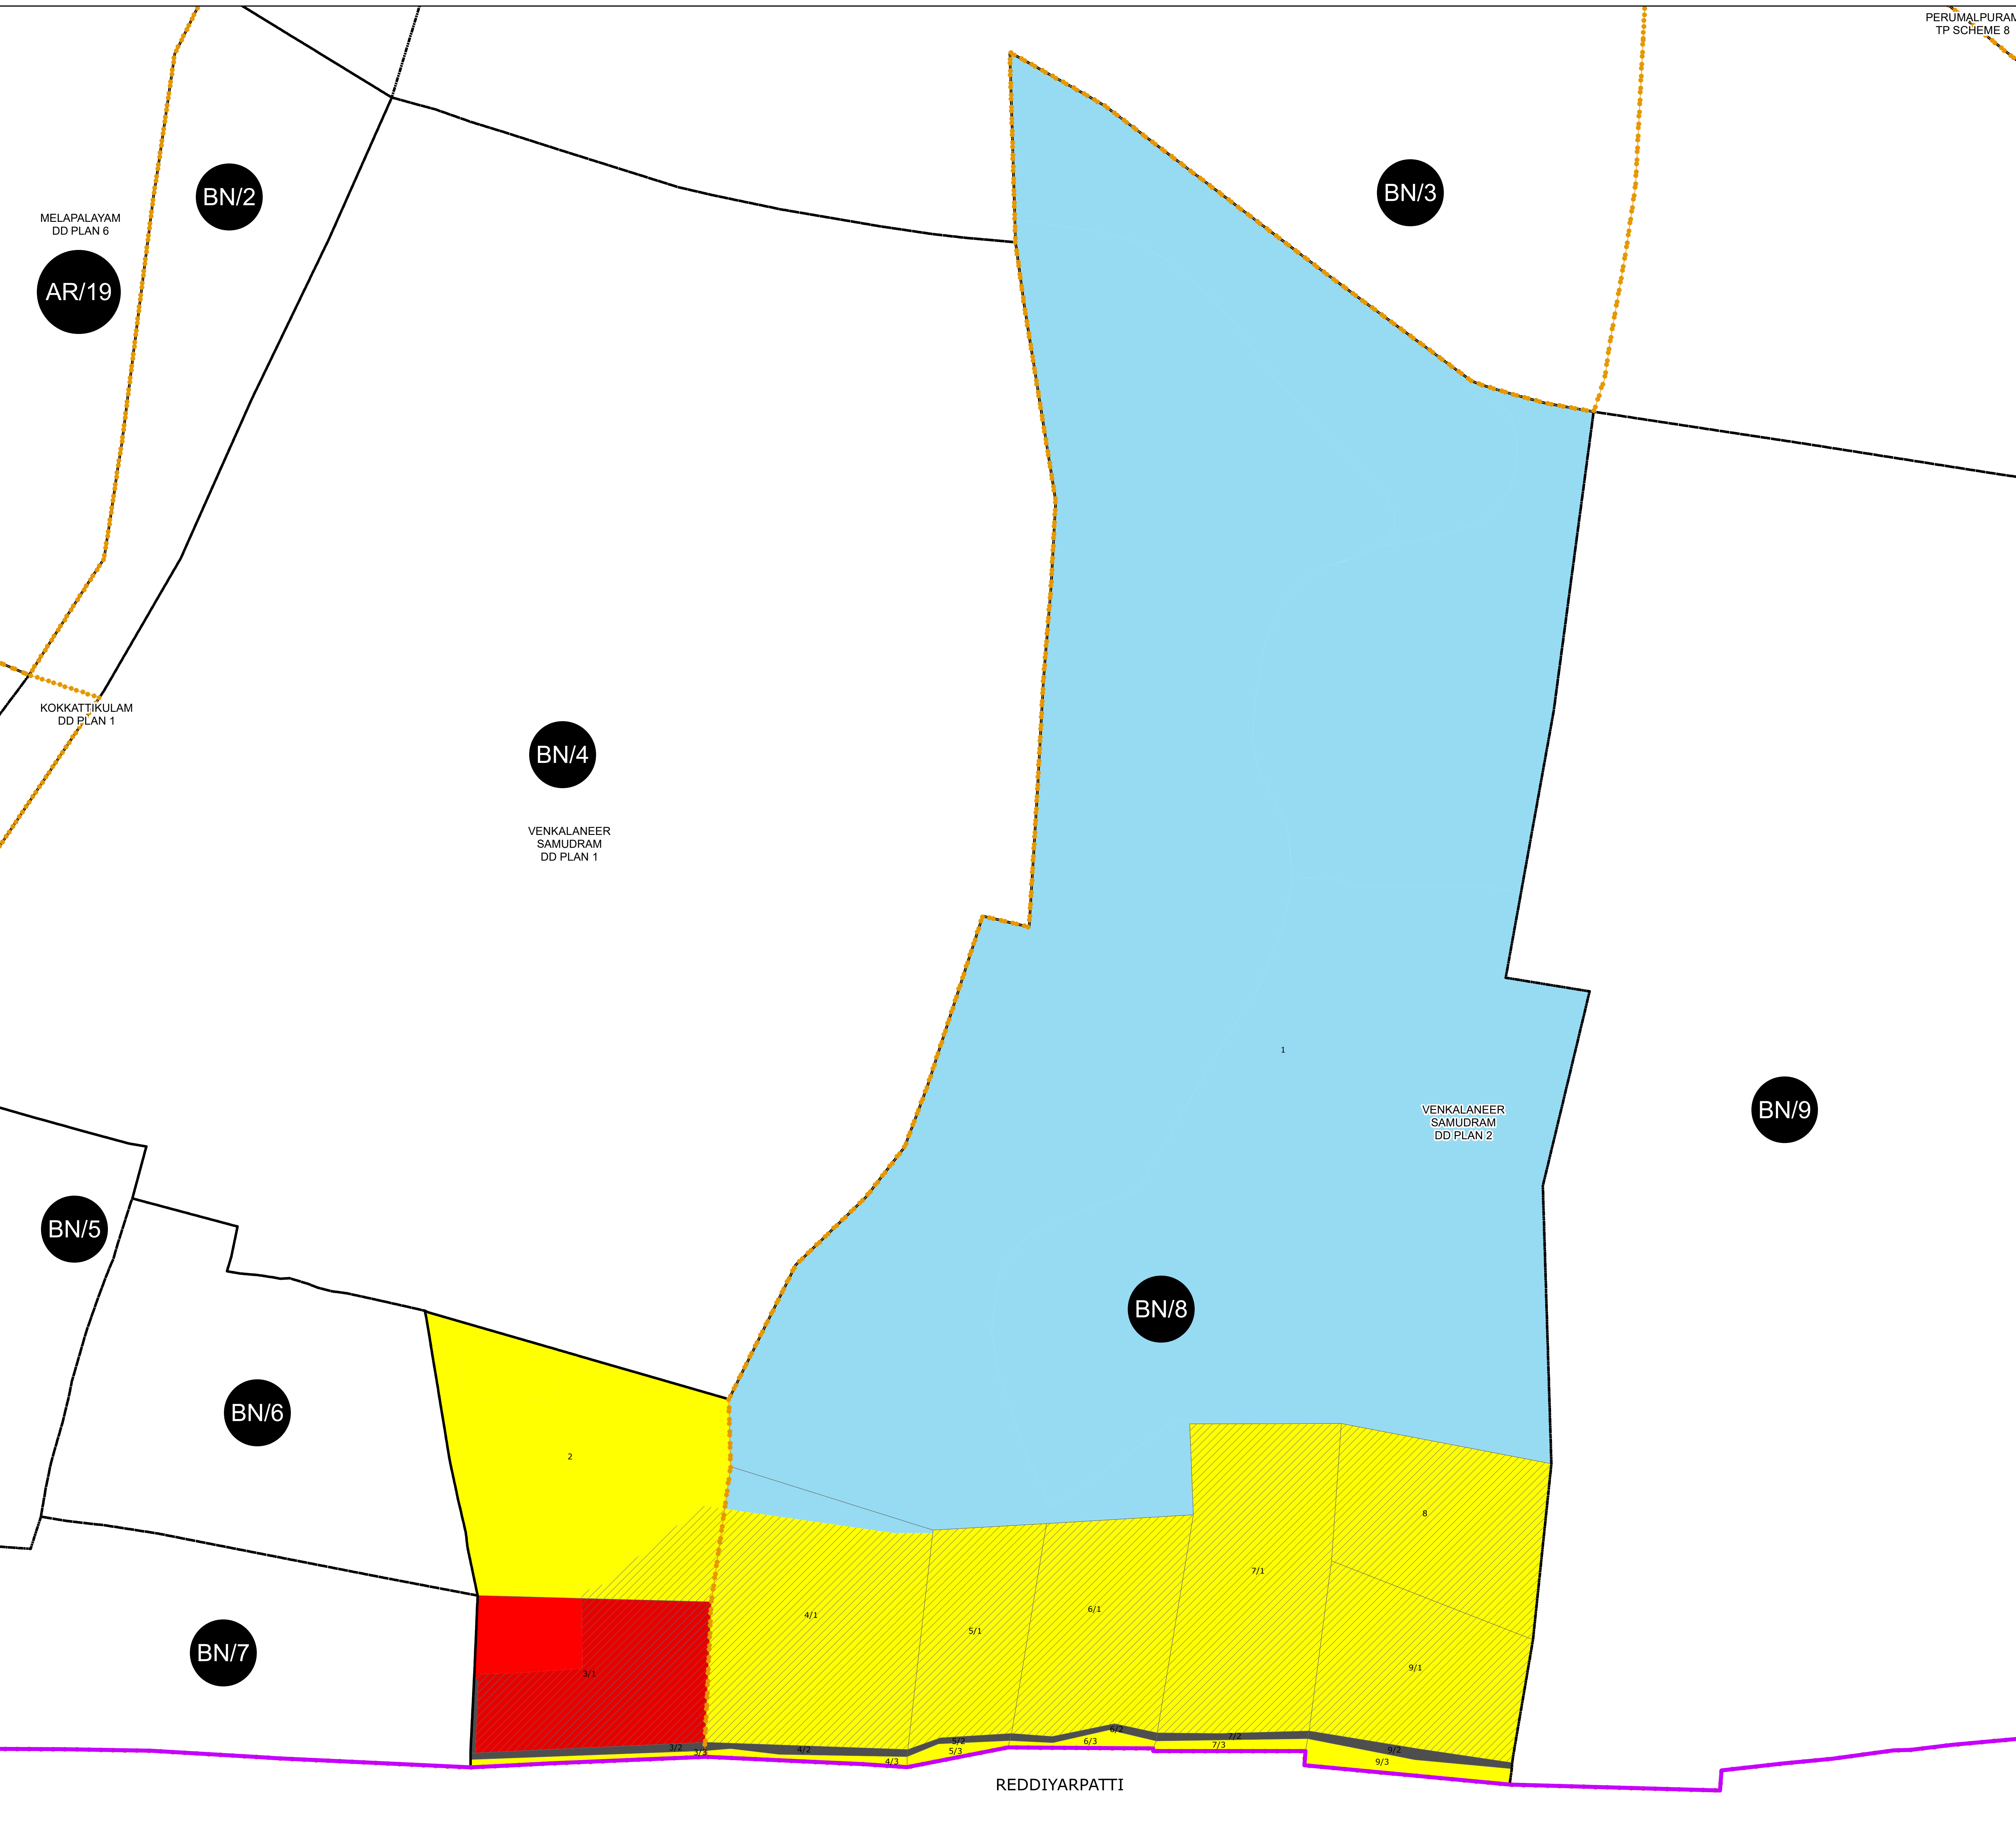 PERUMALPURAM
TP SCHEME 8
BN/2
BN/3
MELAPALAYAM
DD PLAN 6
AR/19
KOKKATTIKULAM
DD PLAN 1
BN/4
VENKALANEER
SAMUDRAM
DD PLAN 1
1
VENKALANEER
SAMUDRAM
DD PLAN 2
BN/9
BN/5
BN/8
BN/6
2
8
7/1
6/1
4/1
5/1
9/1
BN/7
3/1
6/2
7/2
5/2
6/3
7/3
3/2
4/2
3/3
5/3
9/2
4/3
9/3
REDDIYARPATTI